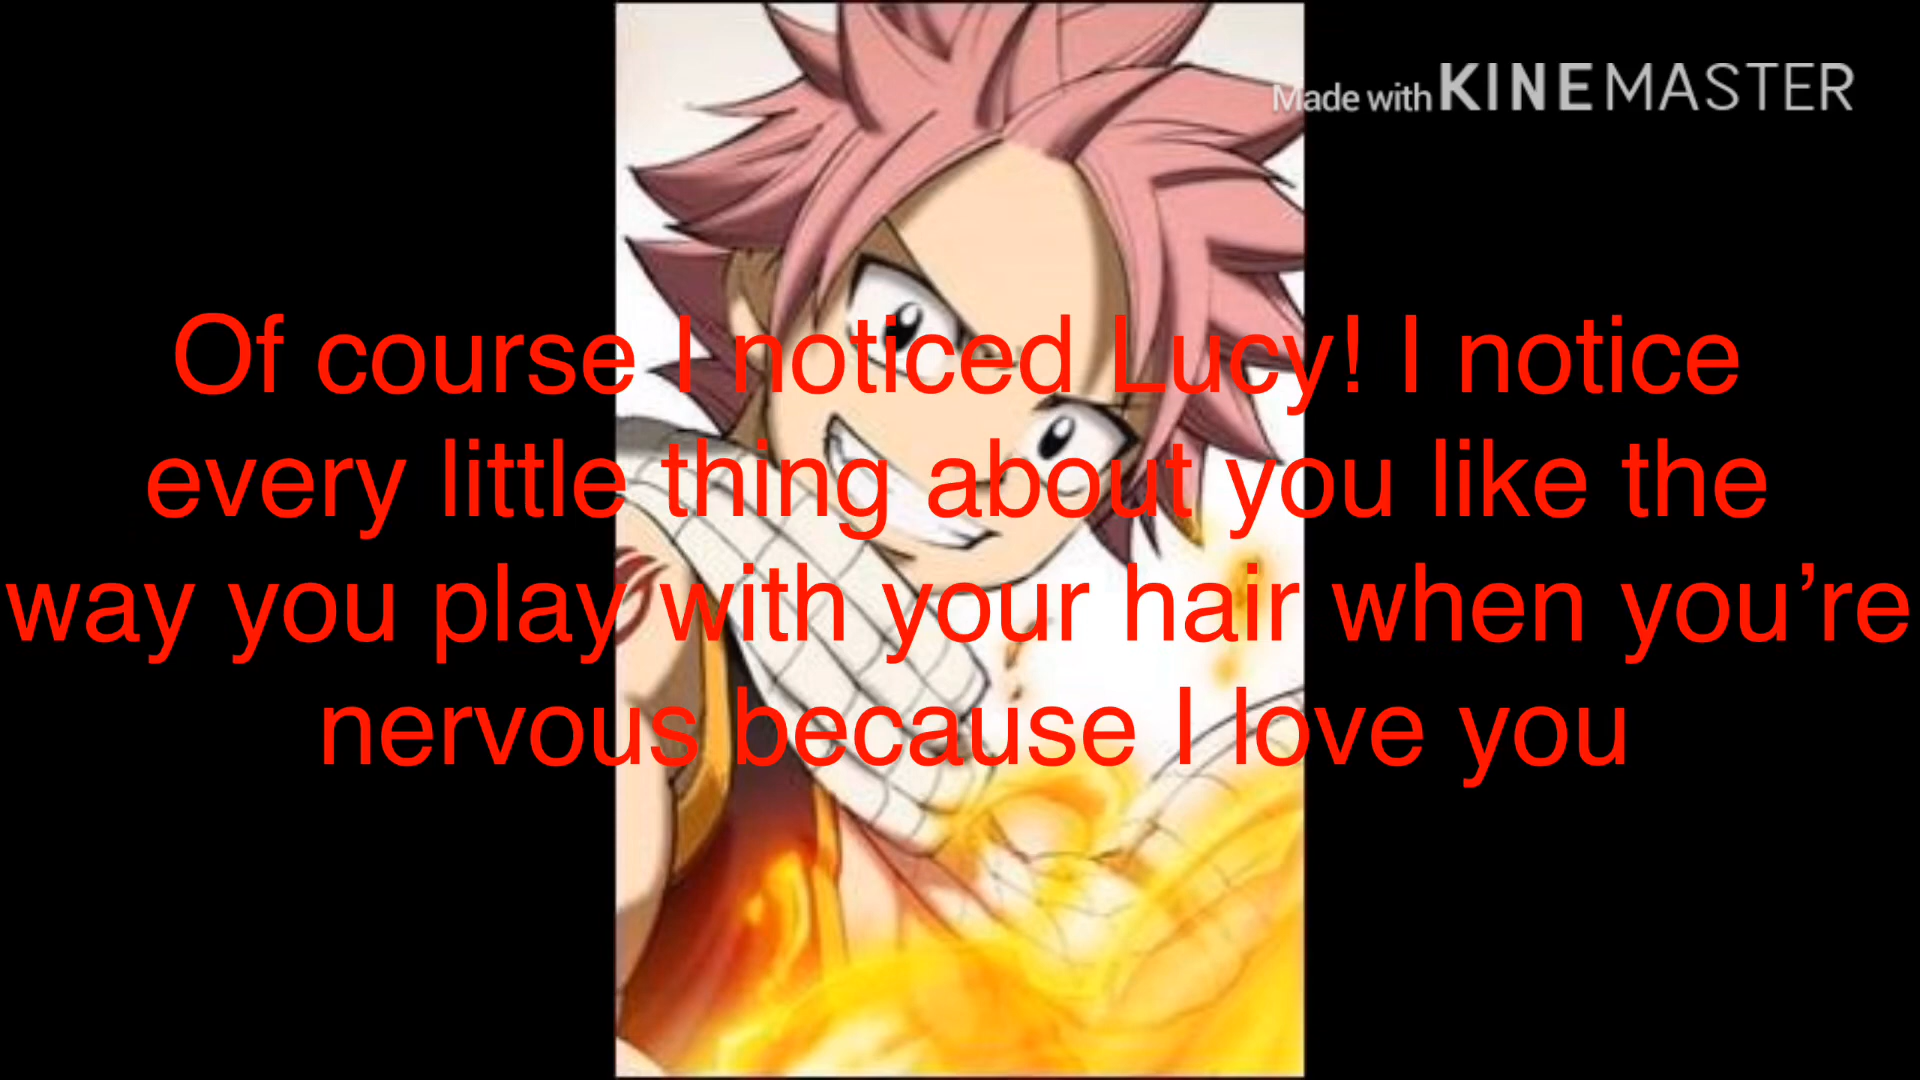 Made with KINEMASTER
Of course I noticed Lucy! I notice
every little thing about you like the
way you play with your hair when you’re
nervous because I love you